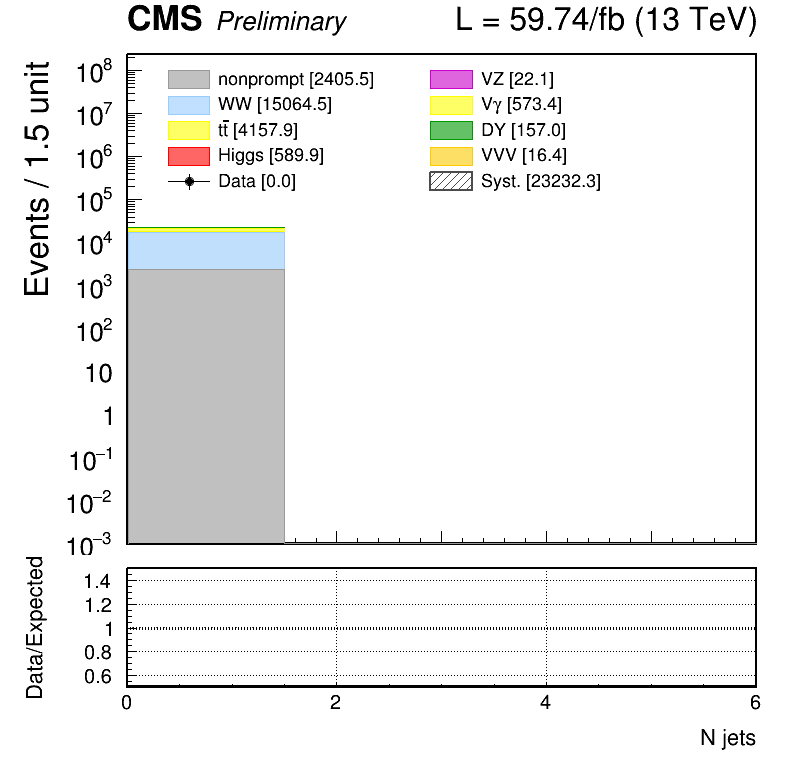 CMS Preliminary L = 59.74/fb (13 TeV)
Events / 1.5 unit
10⁸
10⁷
10⁶
10⁵
10⁴
10³
10²
10
1
10⁻¹
10⁻²
10⁻³
nonprompt [2405.5]
WW [15064.5]
tt̄ [4157.9]
Higgs [589.9]
Data [0.0]
VZ [22.1]
Vγ [573.4]
DY [157.0]
VVV [16.4]
Syst. [23232.3]
Data/Expected
1.4
1.2
1
0.8
0.6
0 2 4 6
N jets